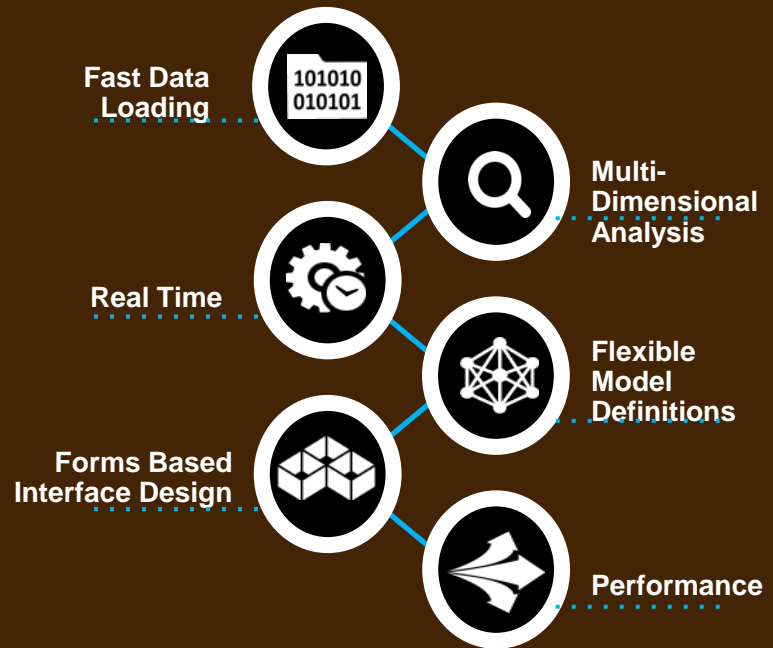 Fast Data
Loading
101010
010101
Multi-
Dimensional
Analysis
Real Time
Flexible
Model
Definitions
Forms Based
Interface Design
Performance